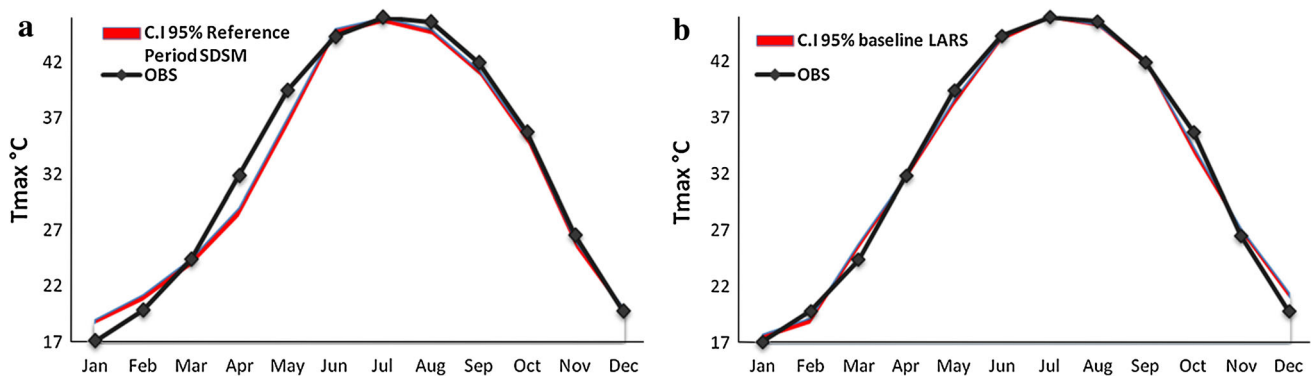 a
C.I 95% Reference
Period SDSM
OBS
Tmax °C
42
37
32
27
22
17
Jan Feb Mar Apr May Jun Jul Aug Sep Oct Nov Dec
b
C.I 95% baseline LARS
OBS
Tmax °C
42
37
32
27
22
17
Jan Feb Mar Apr May Jun Jul Aug Sep Oct Nov Dec